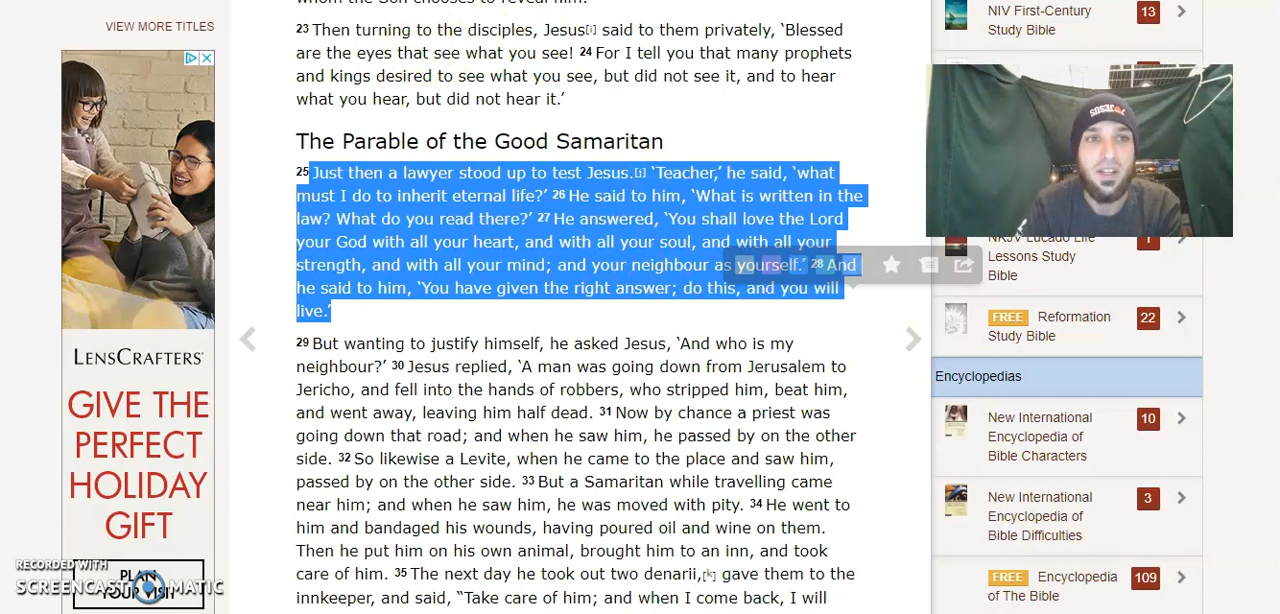 VIEW MORE TITLES
LENSCRAFTERS
GIVE THE
PERFECT
HOLIDAY
GIFT
PLAN
YOUR VISIT
RECORDED WITH
SCREENCAST-O-MATIC
23 Then turning to the disciples, Jesus[i] said to them privately, ‘Blessed
are the eyes that see what you see! 24 For I tell you that many prophets
and kings desired to see what you see, but did not see it, and to hear
what you hear, but did not hear it.’
The Parable of the Good Samaritan
25 Just then a lawyer stood up to test Jesus.[j] ‘Teacher,’ he said, ‘what
must I do to inherit eternal life?’ 26 He said to him, ‘What is written in the
law? What do you read there?’ 27 He answered, ‘You shall love the Lord
your God with all your heart, and with all your soul, and with all your
strength, and with all your mind; and your neighbour as yourself.’ 28 And
he said to him, ‘You have given the right answer; do this, and you will
live.’
29 But wanting to justify himself, he asked Jesus, ‘And who is my
neighbour?’ 30 Jesus replied, ‘A man was going down from Jerusalem to
Jericho, and fell into the hands of robbers, who stripped him, beat him,
and went away, leaving him half dead. 31 Now by chance a priest was
going down that road; and when he saw him, he passed by on the other
side. 32 So likewise a Levite, when he came to the place and saw him,
passed by on the other side. 33 But a Samaritan while travelling came
near him; and when he saw him, he was moved with pity. 34 He went to
him and bandaged his wounds, having poured oil and wine on them.
Then he put him on his own animal, brought him to an inn, and took
care of him. 35 The next day he took out two denarii,[k] gave them to the
innkeeper, and said, “Take care of him; and when I come back, I will
NIV First-Century 13
Study Bible
NKJV Lucado Life 1
Lessons Study
Bible
FREE Reformation 22
Study Bible
Encyclopedias
New International 10
Encyclopedia of
Bible Characters
New International 3
Encyclopedia of
Bible Difficulties
FREE Encyclopedia 109
of The Bible